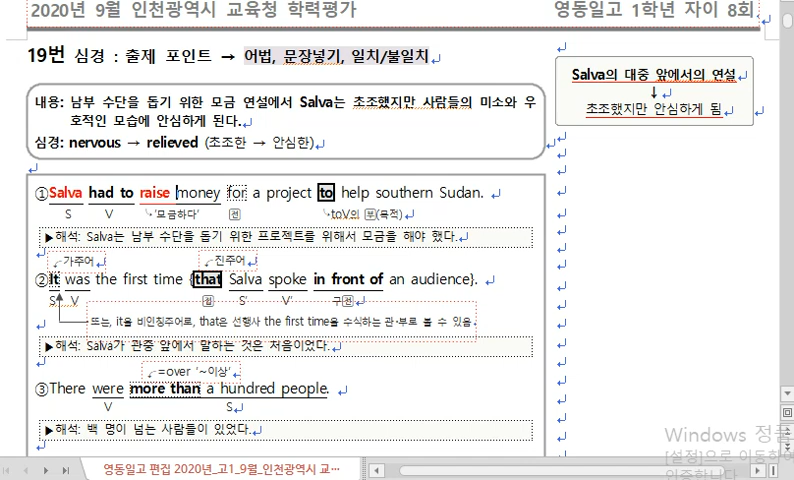 2020년 9월 인천광역시 교육청 학력평가
영동일고 1학년 자이 8회
19번 심경 : 출제 포인트 → 어법, 문장넣기, 일치/불일치
Salva의 대중 앞에서의 연설
↓
초조했지만 안심하게 됨
내용: 남부 수단을 돕기 위한 모금 연설에서 Salva는 초조했지만 사람들의 미소와 우
호적인 모습에 안심하게 된다.
심경: nervous → relieved (초조한 → 안심한)
①Salva had to raise money for a project to help southern Sudan.
S V '모금하다' 전 toV의 부(목적)
▶해석: Salva는 남부 수단을 돕기 위한 프로젝트를 위해서 모금을 해야 했다.
가주어 진주어
②It was the first time {that Salva spoke in front of an audience}.
S V 접 S' V' 구전
또는, it을 비인칭주어로, that은 선행사 the first time을 수식하는 관·부로 볼 수 있음.
▶해석: Salva가 관중 앞에서 말하는 것은 처음이었다.
=over '~이상'
③There were more than a hundred people.
V S
▶해석: 백 명이 넘는 사람들이 있었다.
Windows 정품
[설정]으로 이동하여
인증합니다
영동일고 편집 2020년_고1_9월_인천광역시 교…